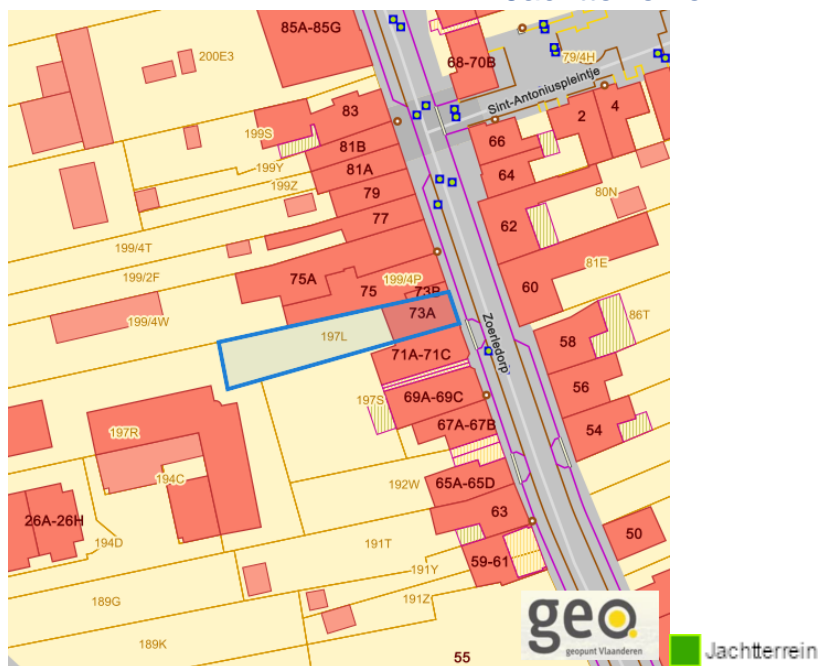 85A-85G
200E3
68-70B
79/4H
Sint-Antoniuspleintje
83
2
4
199S
81B
66
199Y
81A
64
199Z
79
80N
77
62
199/4T
81E
199/2F
75A
199/4P
75
73B
60
199/4W
73A
86T
197L
Zoerledorp
58
71A-71C
56
197S
69A-69C
197R
67A-67B
54
194C
192W
65A-65D
26A-26H
63
194D
191T
50
59-61
191Y
189G
191Z
189K
55
geo
geopunt Vlaanderen
Jachtterrein